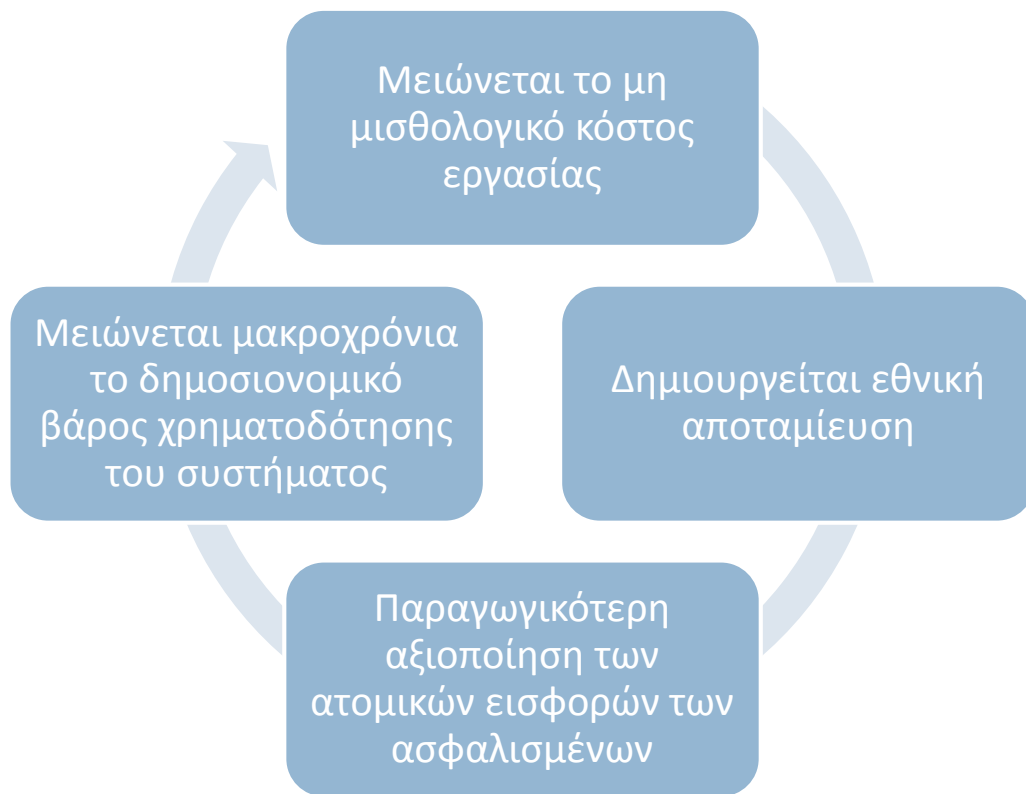 Μειώνεται το μη
μισθολογικό κόστος
εργασίας
Δημιουργείται εθνική
αποταμίευση
Παραγωγικότερη
αξιοποίηση των
ατομικών εισφορών των
ασφαλισμένων
Μειώνεται μακροχρόνια
το δημοσιονομικό
βάρος χρηματοδότησης
του συστήματος